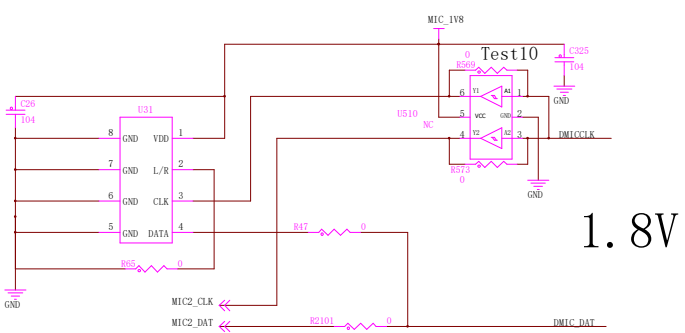 MIC_1V8
0
Test10
R569
C325
104
GND
6 Y1 A1 1
U510
NC
5 VCC GND 2
4 Y2 A2 3
DMICCLK
R573
0
GND
C26
104
U31
8 GND VDD 1
7 GND L/R 2
6 GND CLK 3
5 GND DATA 4
R47 0
1.8V
R65 0
GND
MIC2_CLK
MIC2_DAT
R2101 0
DMIC_DAT